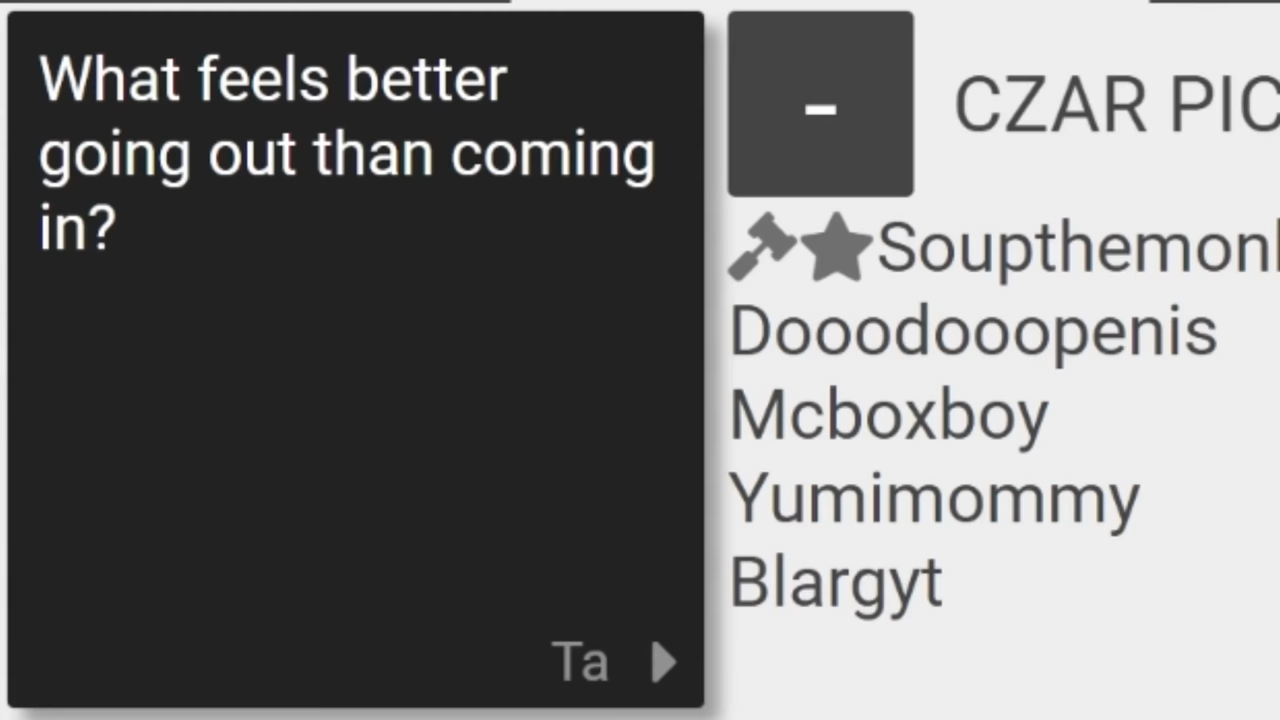 What feels better
going out than coming
in?
Ta
-
CZAR PIC
Soupthemon
Dooodooopenis
Mcboxboy
Yumimommy
Blargyt